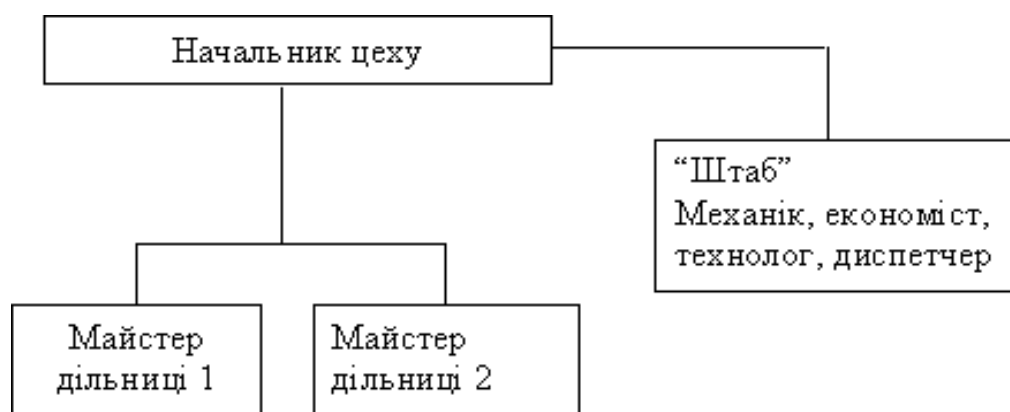 Начальник цеху
“Штаб”
Механік, економіст,
технолог, диспетчер
Майстер
дільниці 1
Майстер
дільниці 2